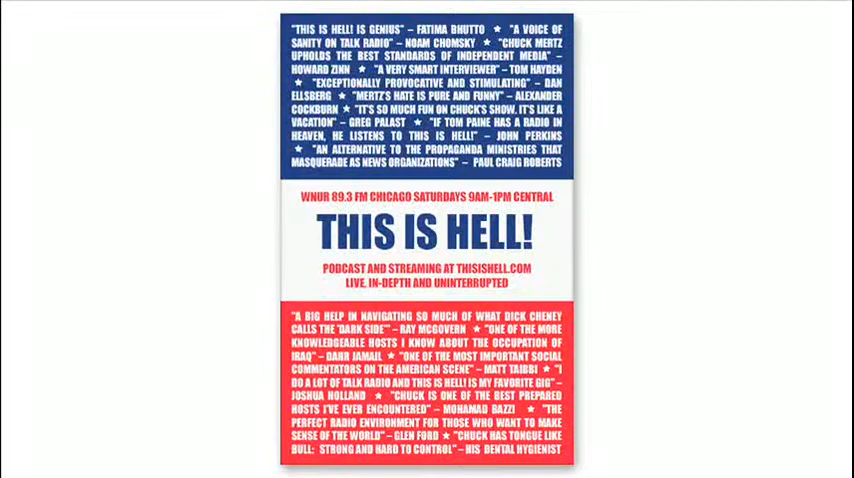 "THIS IS HELL! IS GENIUS" – FATIMA BHUTTO ★ "A VOICE OF
SANITY ON TALK RADIO" – NOAM CHOMSKY ★ "CHUCK MERTZ
UPHOLDS THE BEST STANDARDS OF INDEPENDENT MEDIA" –
HOWARD ZINN ★ "A VERY SMART INTERVIEWER" – TOM HAYDEN
★ "EXCEPTIONALLY PROVOCATIVE AND STIMULATING" – DAN
ELLSBERG ★ "MERTZ'S HATE IS PURE AND FUNNY" – ALEXANDER
COCKBURN ★ "IT'S SO MUCH FUN ON CHUCK'S SHOW. IT'S LIKE A
VACATION" – GREG PALAST ★ "IF TOM PAINE HAS A RADIO IN
HEAVEN, HE LISTENS TO THIS IS HELL!" – JOHN PERKINS
★ "AN ALTERNATIVE TO THE PROPAGANDA MINISTRIES THAT
MASQUERADE AS NEWS ORGANIZATIONS" – PAUL CRAIG ROBERTS
WNUR 89.3 FM CHICAGO SATURDAYS 9AM-1PM CENTRAL
THIS IS HELL!
PODCAST AND STREAMING AT THISISHELL.COM
LIVE, IN-DEPTH AND UNINTERRUPTED
"A BIG HELP IN NAVIGATING SO MUCH OF WHAT DICK CHENEY
CALLS THE 'DARK SIDE'" – RAY MCGOVERN ★ "ONE OF THE MORE
KNOWLEDGEABLE HOSTS I KNOW ABOUT THE OCCUPATION OF
IRAQ" – DAHR JAMAIL ★ "ONE OF THE MOST IMPORTANT SOCIAL
COMMENTATORS ON THE AMERICAN SCENE" – MATT TAIBBI ★ "I
DO A LOT OF TALK RADIO AND THIS IS HELL! IS MY FAVORITE GIG" –
JOSHUA HOLLAND ★ "CHUCK IS ONE OF THE BEST PREPARED
HOSTS I'VE EVER ENCOUNTERED" – MOHAMAD BAZZI ★ "THE
PERFECT RADIO ENVIRONMENT FOR THOSE WHO WANT TO MAKE
SENSE OF THE WORLD" – GLEN FORD ★ "CHUCK HAS TONGUE LIKE
BULL: STRONG AND HARD TO CONTROL" – HIS DENTAL HYGIENIST